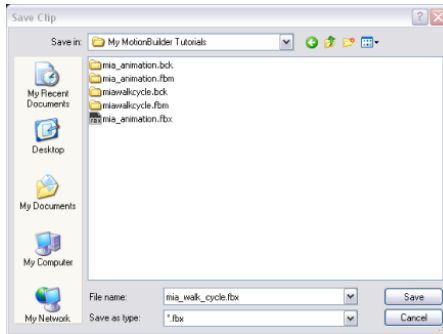 Save Clip
Save in: My MotionBuilder Tutorials
mia_animation.bck
mia_animation.fbm
miawalkcycle.bck
miawalkcycle.fbm
mia_animation.fbx
My Recent
Documents
Desktop
My Documents
My Computer
My Network
File name: mia_walk_cycle.fbx Save
Save as type: *.fbx Cancel